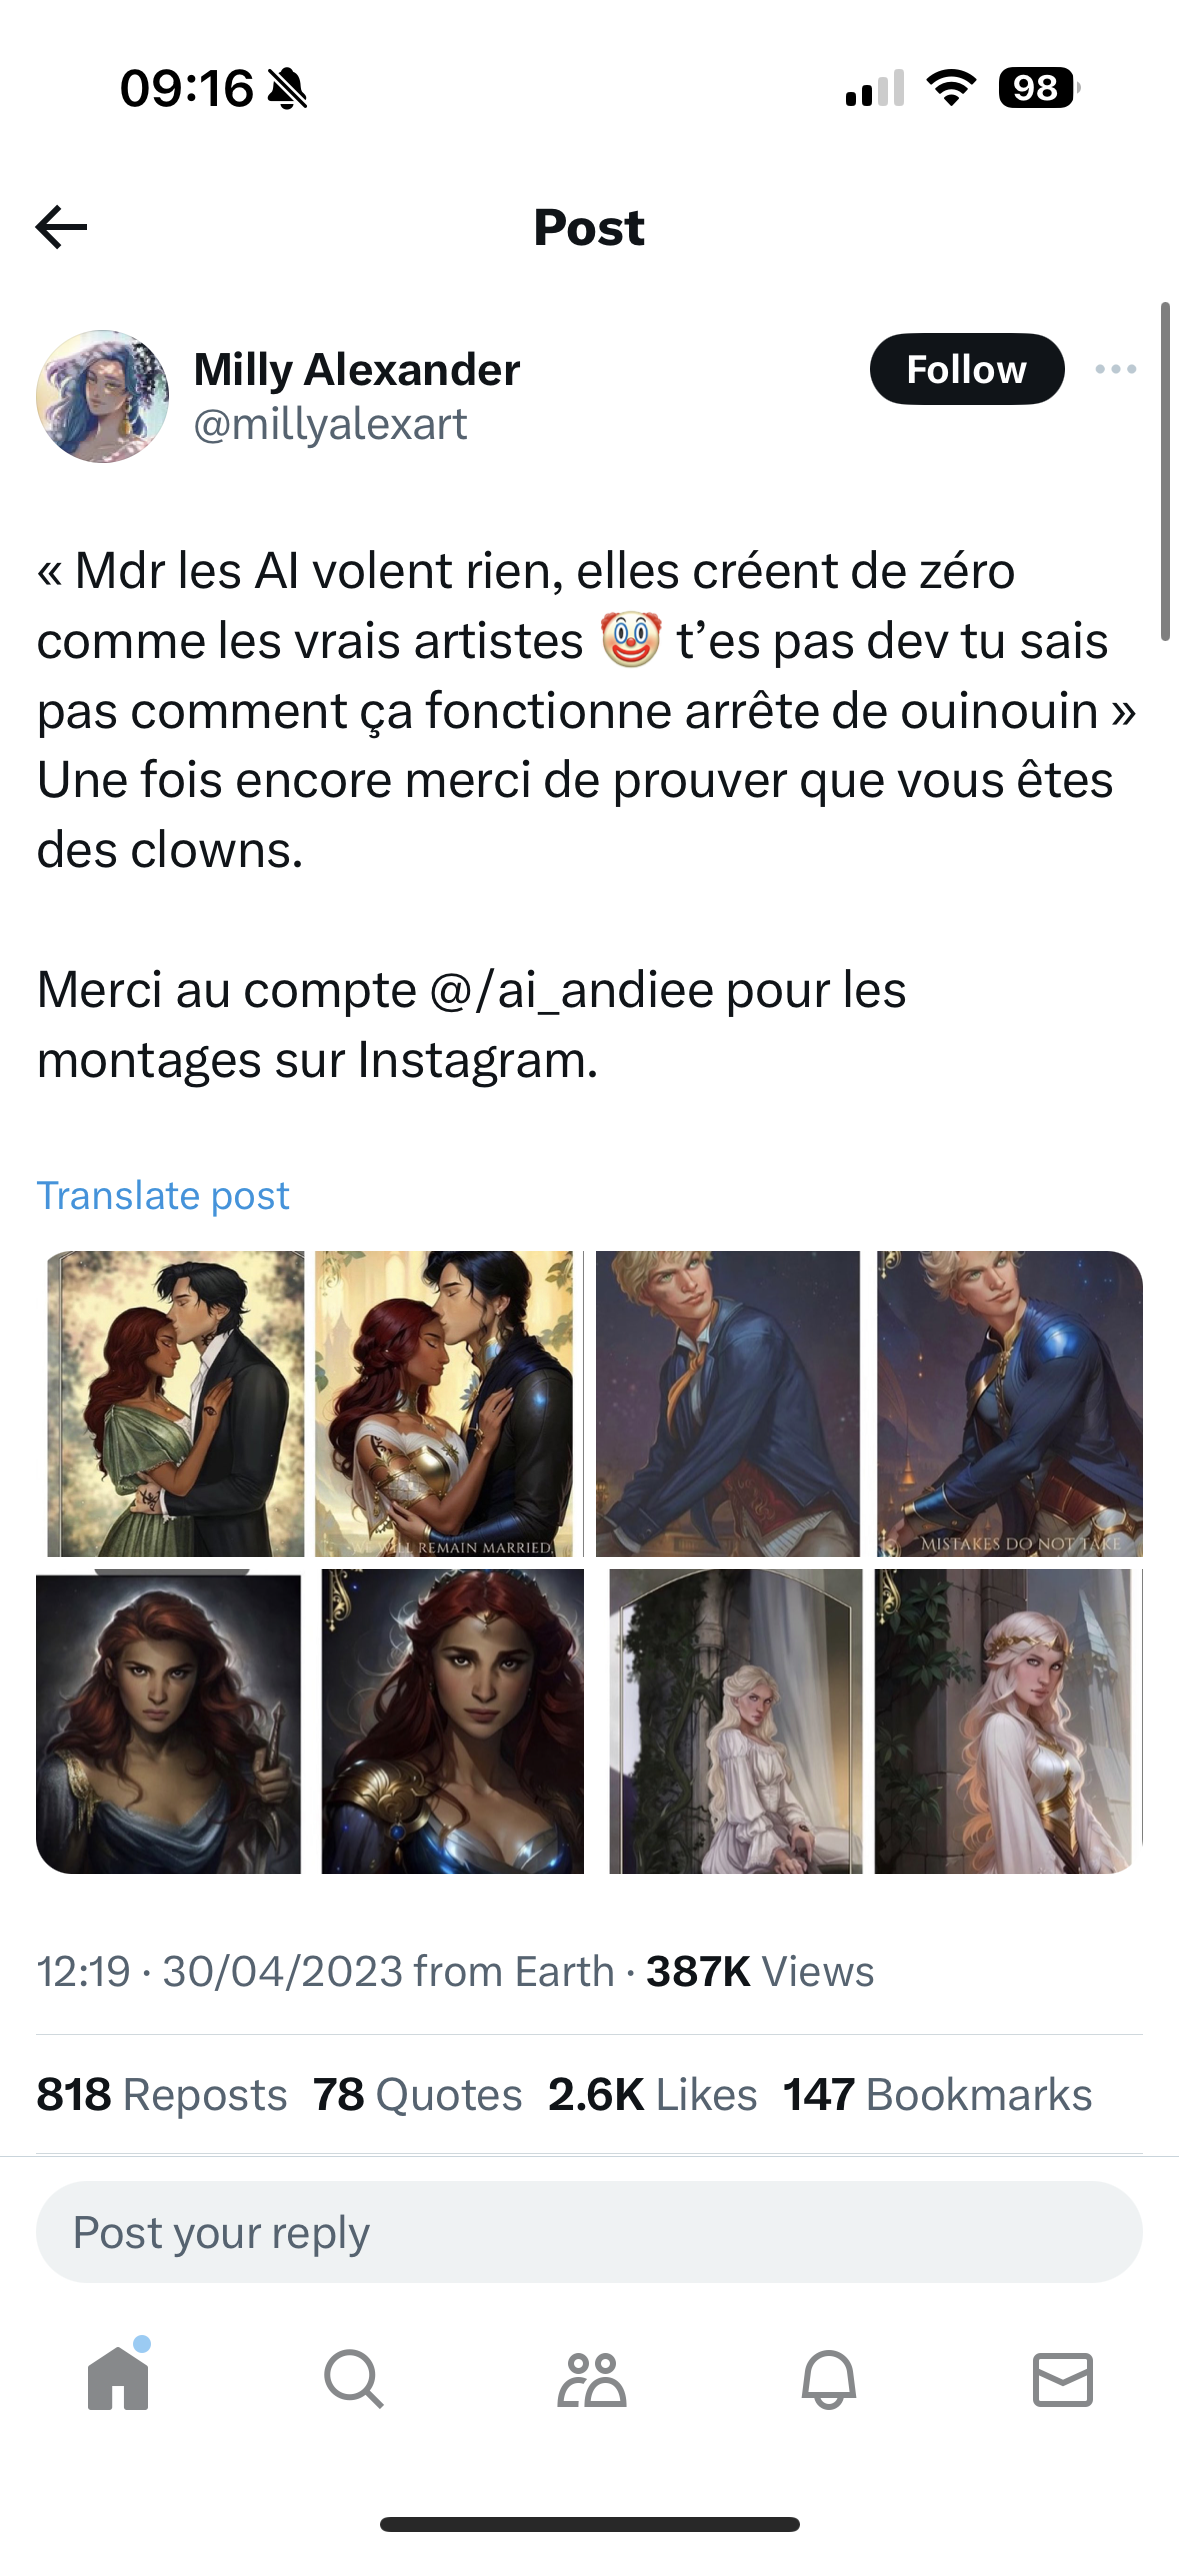 09:16
98
Post
Milly Alexander
@millyalexart
Follow
« Mdr les AI volent rien, elles créent de zéro
comme les vrais artistes 🤡 t’es pas dev tu sais
pas comment ça fonctionne arrête de ouinouin »
Une fois encore merci de prouver que vous êtes
des clowns.
Merci au compte @/ai_andiee pour les
montages sur Instagram.
Translate post
WILL REMAIN MARRIED,
MISTAKES DO NOT TAKE
12:19 · 30/04/2023 from Earth · 387K Views
818 Reposts 78 Quotes 2.6K Likes 147 Bookmarks
Post your reply